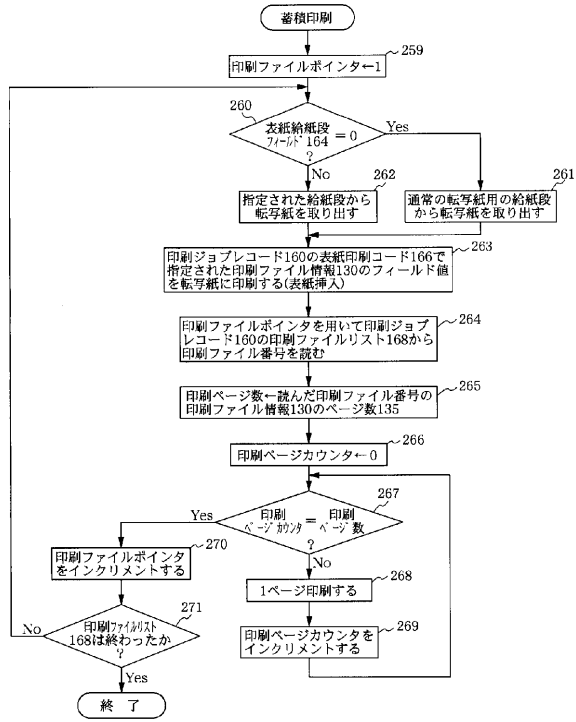 蓄積印刷
259
印刷ファイルポインタ←1
260
表紙給紙段
フィールド164 =0
?
Yes
No
262
指定された給紙段から
転写紙を取り出す
261
通常の転写紙用の給紙段
から転写紙を取り出す
263
印刷ジョブレコード160の表紙印刷コード166で
指定された印刷ファイル情報130のフィールド値
を転写紙に印刷する(表紙挿入)
264
印刷ファイルポインタを用いて印刷ジョブ
レコード160の印刷ファイルリスト168から
印刷ファイル番号を読む
265
印刷ページ数←読んだ印刷ファイル番号の
印刷ファイル情報130のページ数135
266
印刷ページカウンタ←0
267
印刷 印刷
ページカウンタ = ページ数
?
Yes
No
270
印刷ファイルポインタ
をインクリメントする
268
1ページ印刷する
271
印刷ファイルリスト
168は終わったか
?
No
Yes
269
印刷ページカウンタを
インクリメントする
終 了